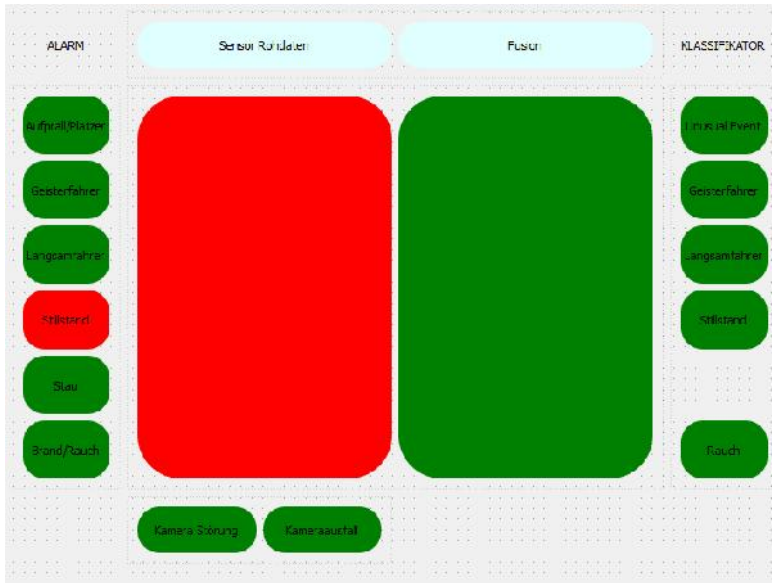 ALARM
Sensor Rohdaten
Fusion
KLASSIFIKATOR
Aufprall/Platzer
Unusual Event
Geisterfahrer
Geisterfahrer
Langsamfahrer
Langsamfahrer
Stillstand
Stillstand
Stau
Brand/Rauch
Rauch
Kamera Störung
Kameraausfall